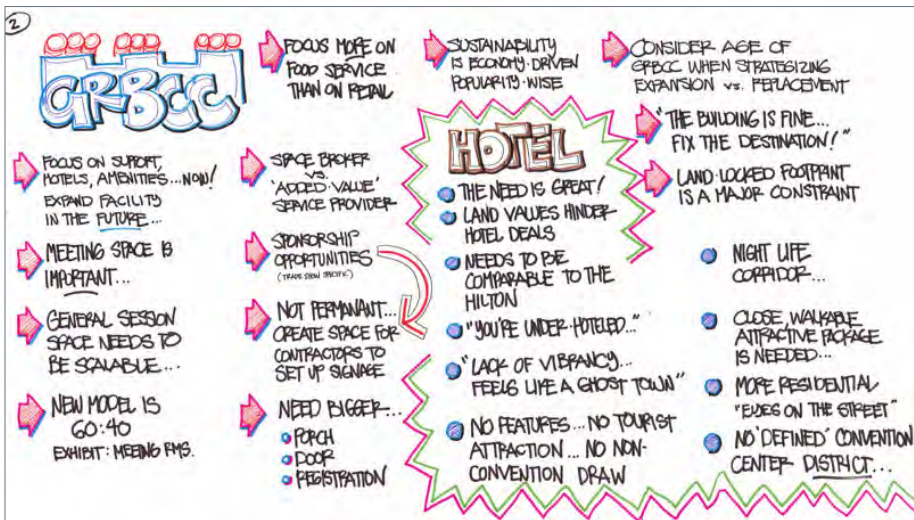 2
GRBCC
FOCUS ON SUPORT,
HOTELS, AMENITIES...NOW!
EXPAND FACILITY
IN THE FUTURE...
MEETING SPACE IS
IMPORTANT...
GENERAL SESSION
SPACE NEEDS TO
BE SCALABLE...
NEW MODEL IS
60:40
EXHIBIT: MEETING RMS.
FOCUS MORE ON
FOOD SERVICE
THAN ON RETAIL
SPACE BROKER
VS.
'ADDED•VALUE'
SERVICE PROVIDER
SPONSORSHIP
OPPORTUNITIES
(TRADE SHOW SPECIFIC)
NOT PERMANANT...
CREATE SPACE FOR
CONTRACTORS TO
SET UP SIGNAGE
NEED BIGGER...
PORCH
DOOR
REGISTRATION
SUSTAINABILITY
IS ECONOMY•DRIVEN
POPULARITY•WISE
HOTEL
THE NEED IS GREAT!
LAND VALUES HINDER
HOTEL DEALS
NEEDS TO BE
COMPARABLE TO THE
HILTON
"YOU'RE UNDER•HOTELED..."
"LACK OF VIBRANCY...
FEELS LIKE A GHOST TOWN"
NO FEATURES...NO TOURIST
ATTRACTION...NO NON-
CONVENTION DRAW
CONSIDER AGE OF
GRBCC WHEN STRATEGIZING
EXPANSION vs. REPLACEMENT
"THE BUILDING IS FINE...
FIX THE DESTINATION!"
LAND•LOCKED FOOTPRINT
IS A MAJOR CONSTRAINT
NIGHT LIFE
CORRIDOR...
CLOSE, WALKABLE
ATTRACTIVE PACKAGE
IS NEEDED...
MORE RESIDENTIAL
"EYES ON THE STREET"
NO 'DEFINED' CONVENTION
CENTER DISTRICT...